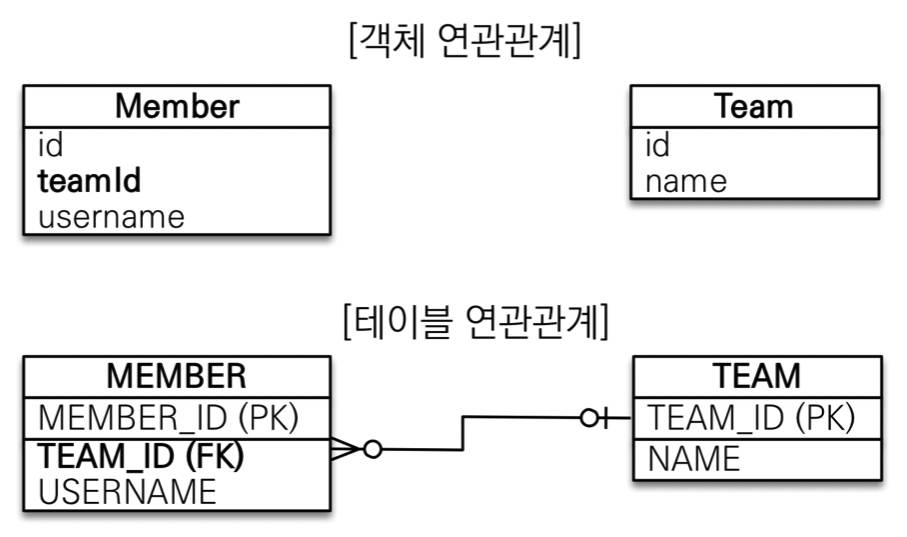 [객체 연관관계]
Member
id
teamId
username
Team
id
name
[테이블 연관관계]
MEMBER
MEMBER_ID (PK)
TEAM_ID (FK)
USERNAME
TEAM
TEAM_ID (PK)
NAME